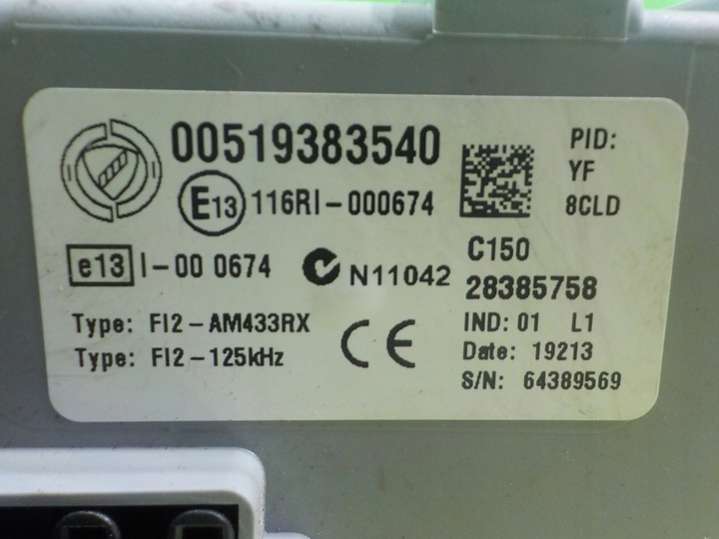 00519383540
E13 116RI-000674
e13 I-00 0674
N11042
Type: FI2-AM433RX
Type: FI2-125kHz
CE
PID:
YF
8CLD
C150
28385758
IND: 01 L1
Date: 19213
S/N: 64389569